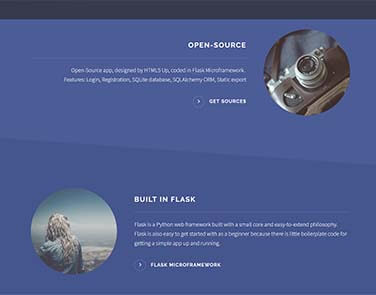 OPEN-SOURCE
Open-Source app, designed by HTML5 Up, coded in Flask Microframework.
Features: Login, Registration, SQLite database, SQLAlchemy ORM, Static export
GET SOURCES
BUILT IN FLASK
Flask is a Python web framework built with a small core and easy-to-extend philosophy.
Flask is also easy to get started with as a beginner because there is little boilerplate code for
getting a simple app up and running.
FLASK MICROFRAMEWORK